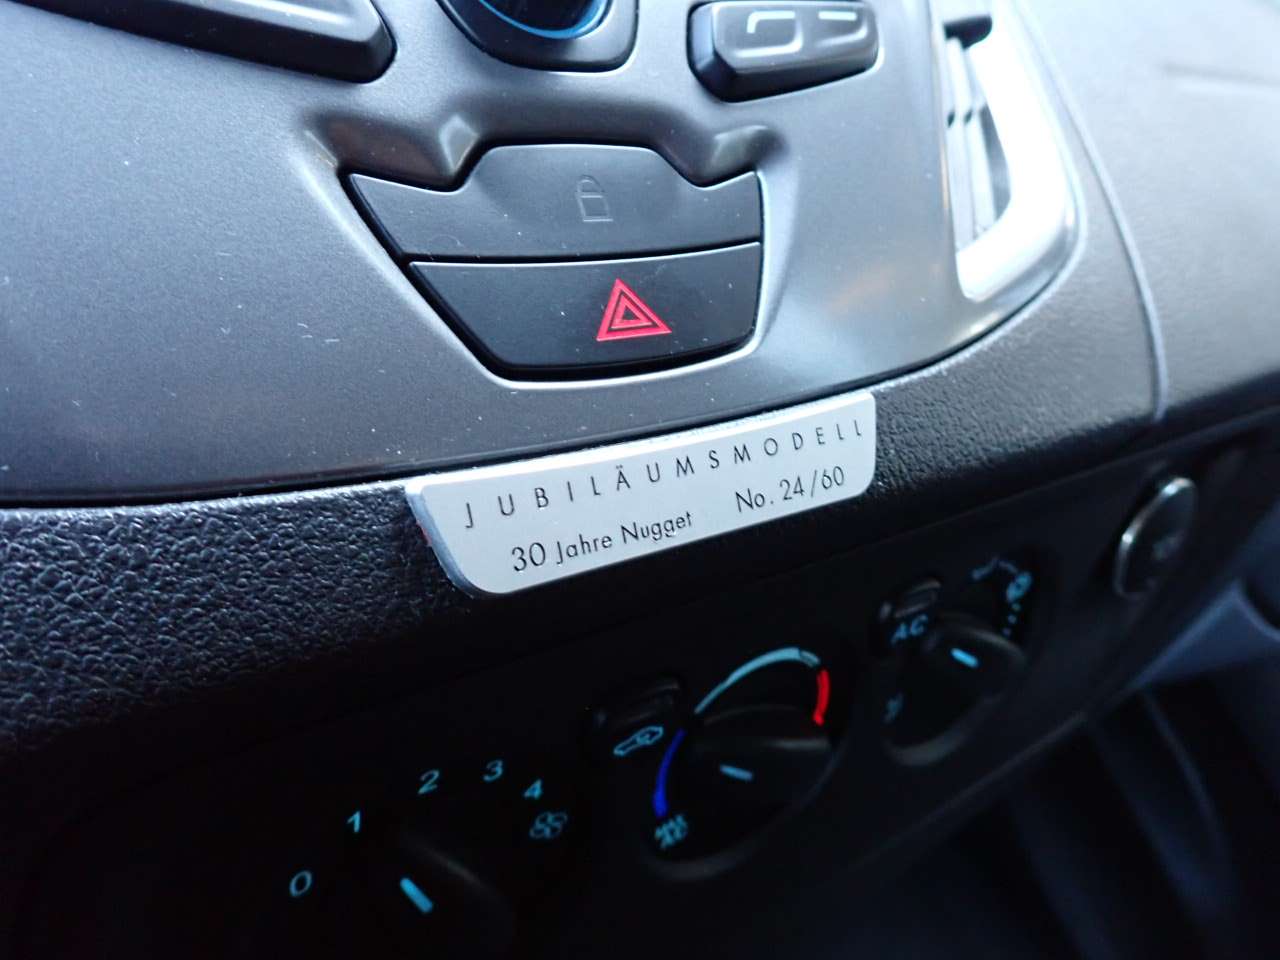 JUBILÄUMSMODELL
30 Jahre Nugget No. 24/60
AC
0 1 2 3 4